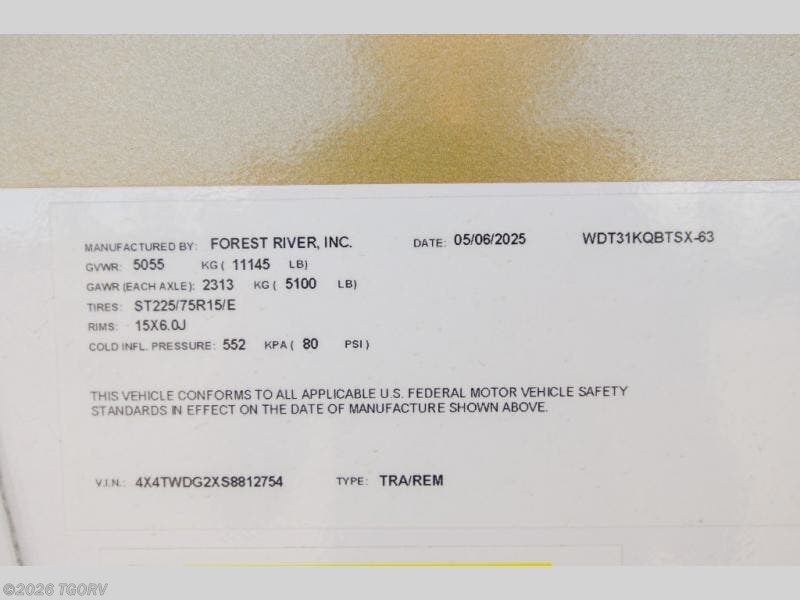 MANUFACTURED BY: FOREST RIVER, INC. DATE: 05/06/2025 WDT31KQBTSX-63
GVWR: 5055 KG ( 11145 LB)
GAWR (EACH AXLE): 2313 KG ( 5100 LB)
TIRES: ST225/75R15/E
RIMS: 15X6.0J
COLD INFL. PRESSURE: 552 KPA ( 80 PSI )
THIS VEHICLE CONFORMS TO ALL APPLICABLE U.S. FEDERAL MOTOR VEHICLE SAFETY
STANDARDS IN EFFECT ON THE DATE OF MANUFACTURE SHOWN ABOVE.
V.I.N.: 4X4TWDG2XS8812754 TYPE: TRA/REM
©2026 TGORV